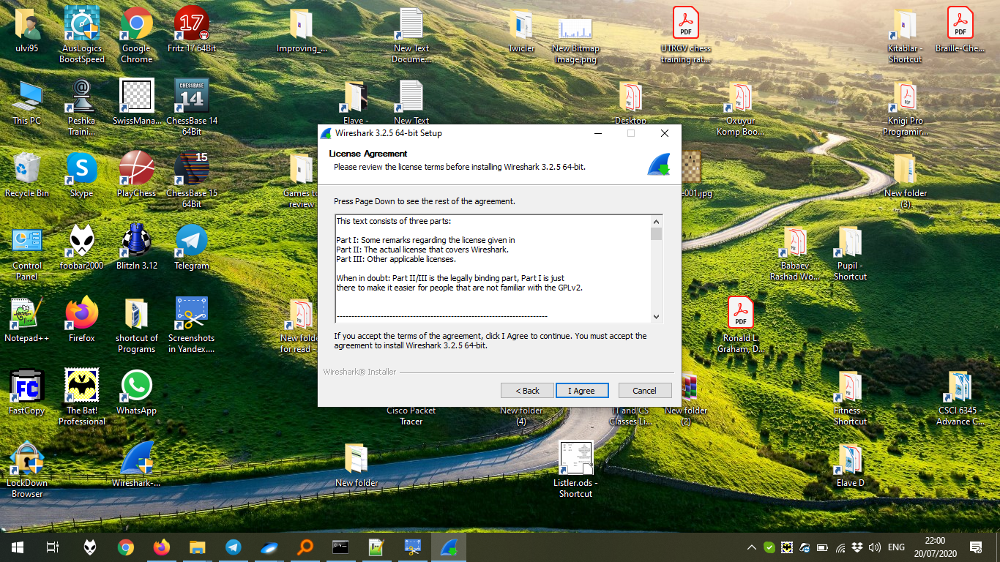 ulvi95
AusLogics
BoostSpeed
Google
Chrome
17
Fritz 17 64Bit
Improving_...
New Text
Docume...
Twicler
New Bitmap
Image.png
PDF
UTRGV chess
training rat...
Kitablar -
Shortcut
PDF
Braille-Che...
This PC
Peshka
Traini...
SwissMana...
CHESSBASE
14
ChessBase 14
64Bit
Elave -
New Text
Desktop
Oxuyur
Komp Boo...
Knigi Pro
Programir...
Recycle Bin
Skype
PlayChess
15
ChessBase 15
64Bit
Games to
review
e001.jpg
New folder
(3)
Control
Panel
foobar2000
BlitzIn 3.12
Telegram
Babaev
Rashad Wo...
Pupil -
Shortcut
Notepad++
Firefox
shortcut of
Programs
Screenshots
in Yandex....
New folde
for read -
PDF
Ronald L.
Graham, D...
FC
FastCopy
The Bat!
Professional
WhatsApp
Cisco Packet
Tracer
New folder
(4)
IT and CS
Classes Li...
New folder
(2)
Fitness -
Shortcut
CSCI 6345 -
Advance C...
LockDown
Browser
Wireshark-...
New folder
Listler.ods -
Shortcut
Elave D
Wireshark 3.2.5 64-bit Setup
License Agreement
Please review the license terms before installing Wireshark 3.2.5 64-bit.
Press Page Down to see the rest of the agreement.
This text consists of three parts:
Part I: Some remarks regarding the license given in
Part II: The actual license that covers Wireshark.
Part III: Other applicable licenses.
When in doubt: Part II/III is the legally binding part, Part I is just
there to make it easier for people that are not familiar with the GPLv2.
If you accept the terms of the agreement, click I Agree to continue. You must accept the
agreement to install Wireshark 3.2.5 64-bit.
Wireshark® Installer
< Back
I Agree
Cancel
ENG
22:00
20/07/2020